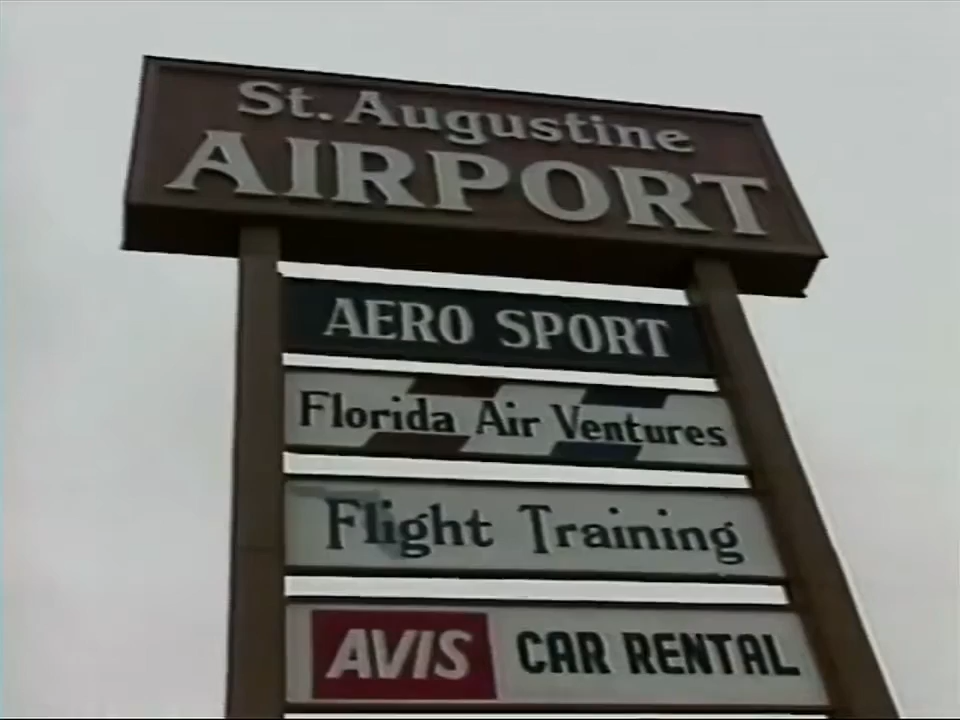 St. Augustine
AIRPORT
AERO SPORT
Florida Air Ventures
Flight Training
AVIS CAR RENTAL